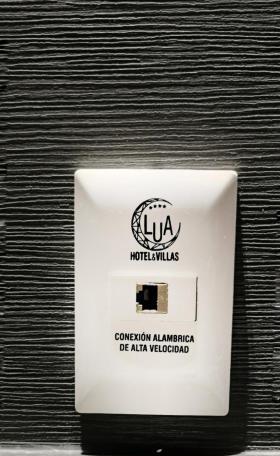 LUA
HOTEL&VILLAS
CONEXIÓN ALAMBRICA
DE ALTA VELOCIDAD